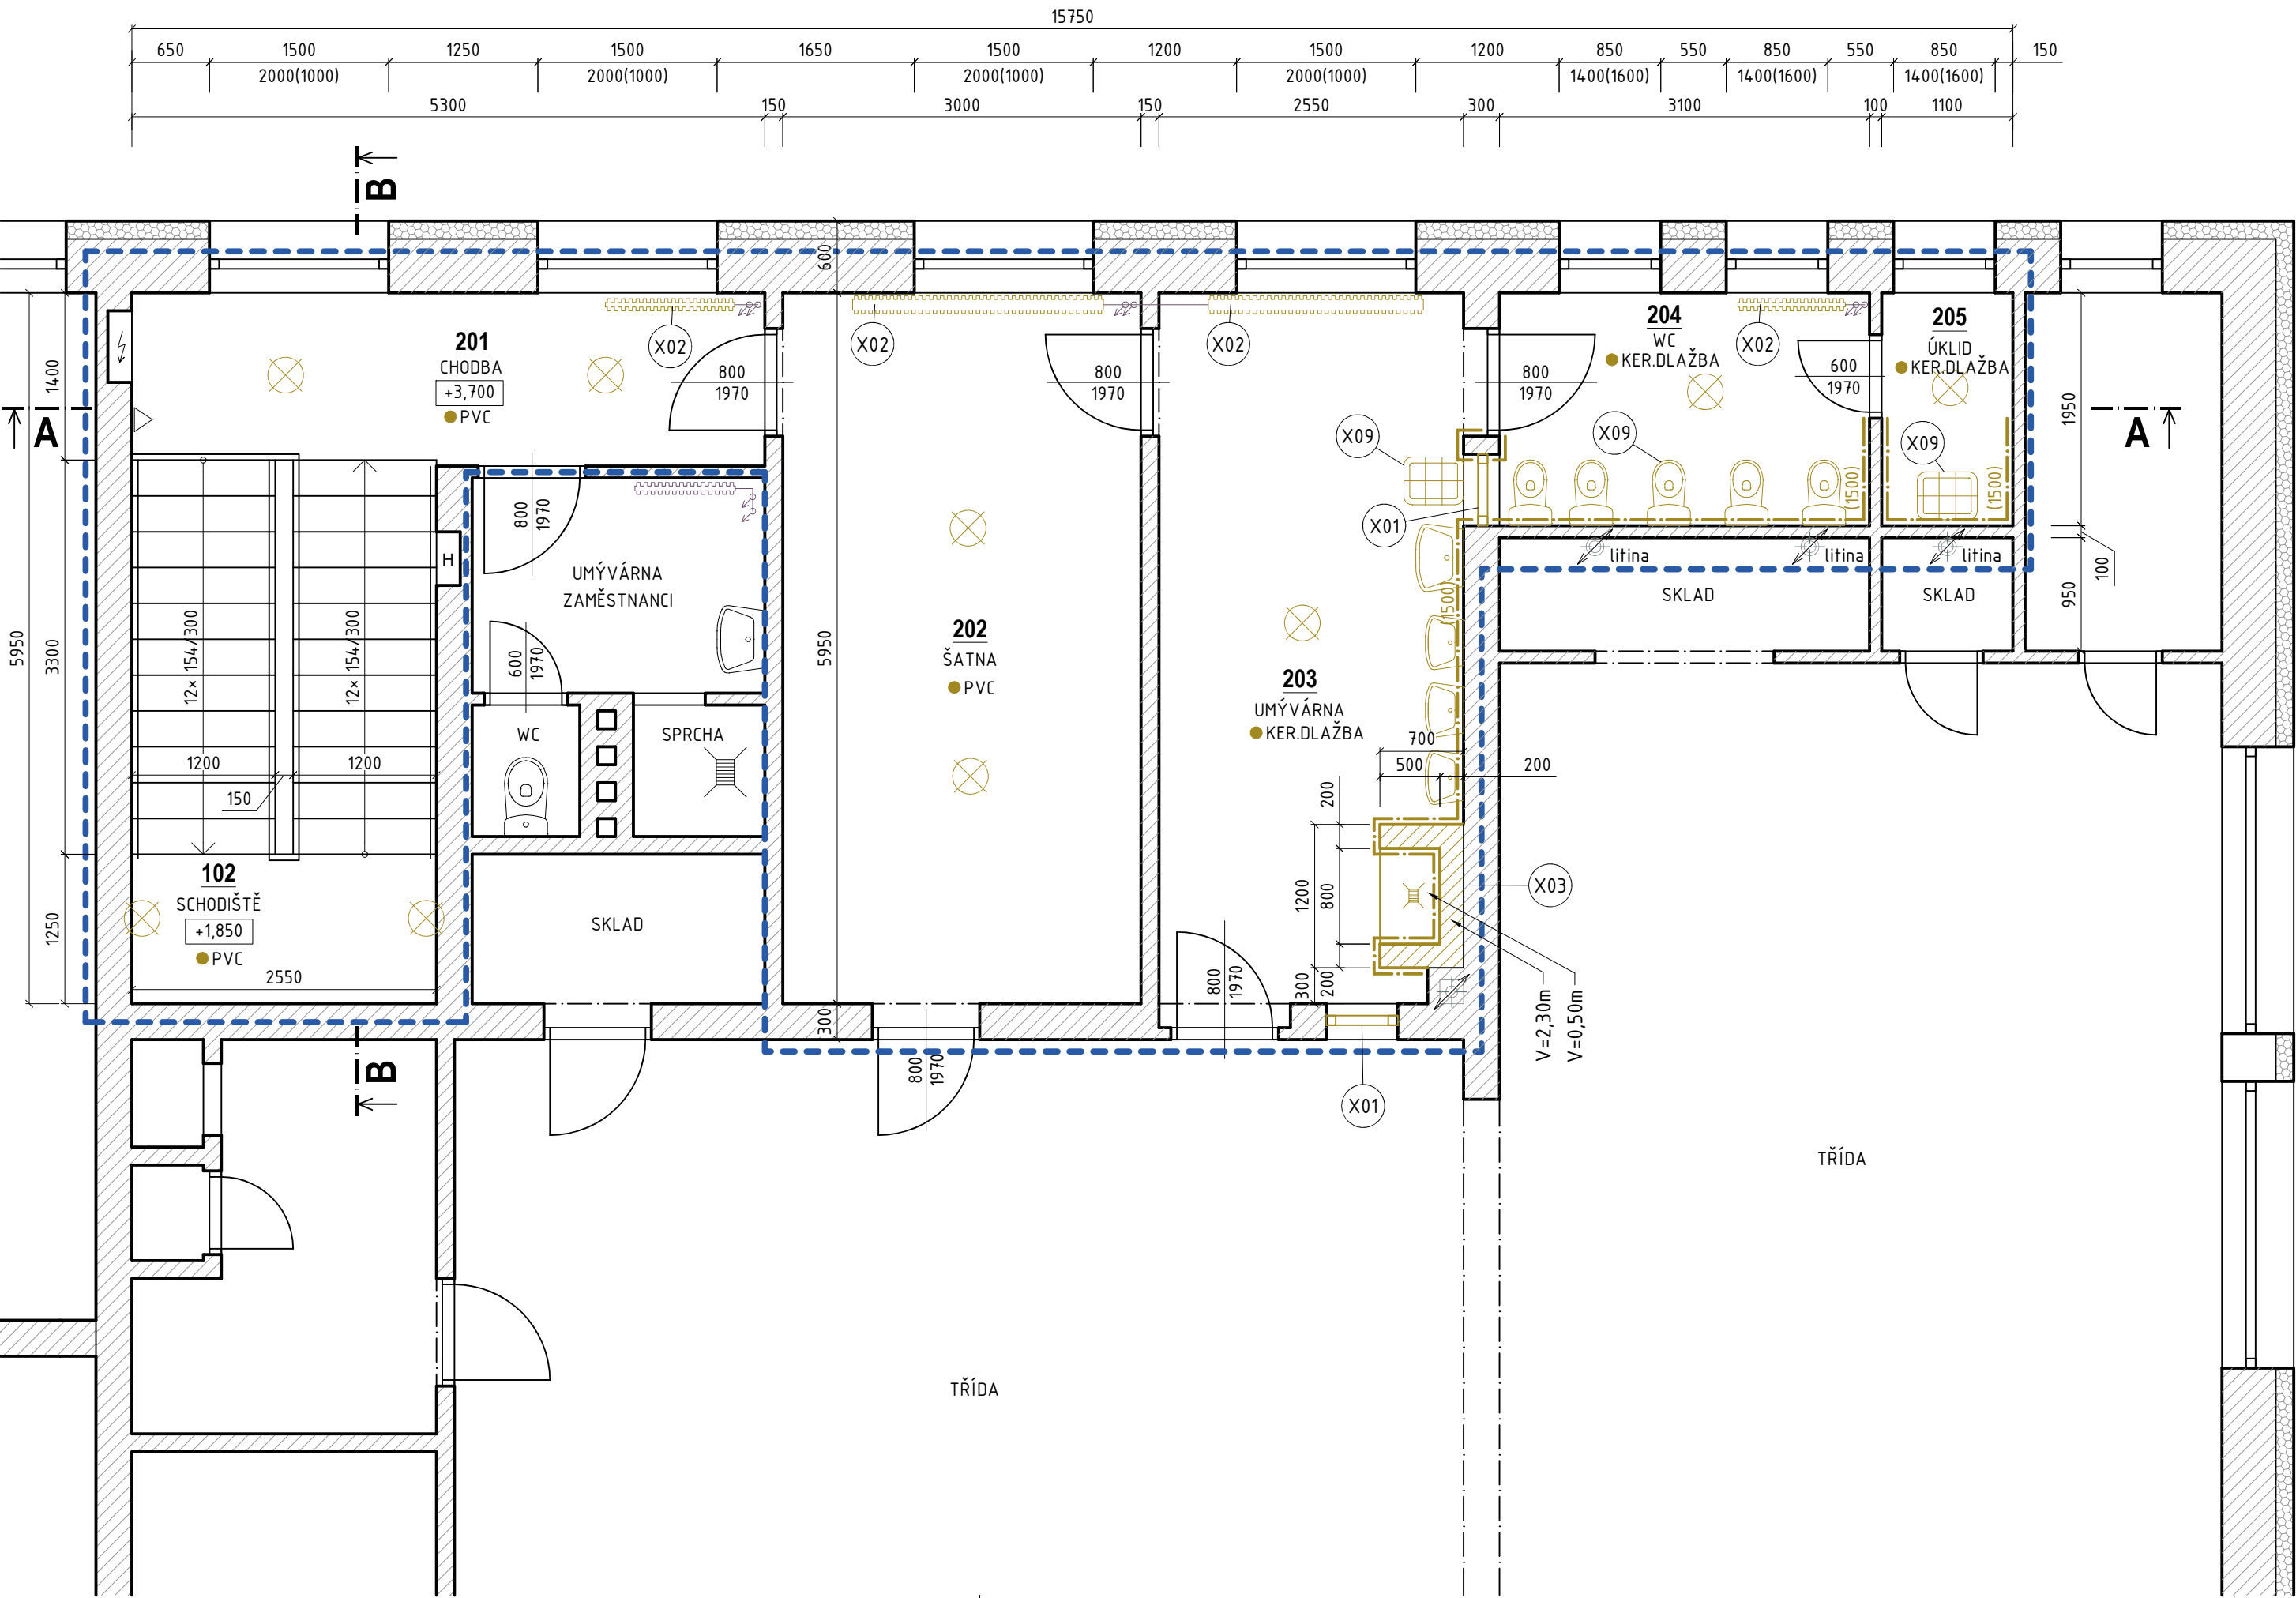 15750
650 1500 1250 1500 1650 1500 1200 1500 1200 850 550 850 550 850 150
2000(1000) 2000(1000) 2000(1000) 2000(1000) 1400(1600) 1400(1600) 1400(1600)
5300 150 3000 150 2550 300 3100 100 1100
B
600
201
CHODBA
+3,700
PVC
X02
800
1970
X02
800
1970
X02
800
1970
204
WC
KER.DLAŽBA
X02
600
1970
205
ÚKLID
KER.DLAŽBA
1400
A
1950
A
X09
X09
X09
(1500)
(1500)
X01
800
1970
H
UMÝVÁRNA
ZAMĚSTNANCI
litina
litina
litina
100
SKLAD
SKLAD
950
(1500)
5950
3300
12× 154/300
12× 154/300
5950
600
1970
202
ŠATNA
PVC
203
UMÝVÁRNA
KER.DLAŽBA
WC
SPRCHA
700
500
200
1200
1200
150
200
102
SCHODIŠTĚ
+1,850
PVC
1250
2550
SKLAD
1200
800
X03
300
200
800
1970
V=2,30m
V=0,50m
300
800
1970
B
X01
TŘÍDA
TŘÍDA